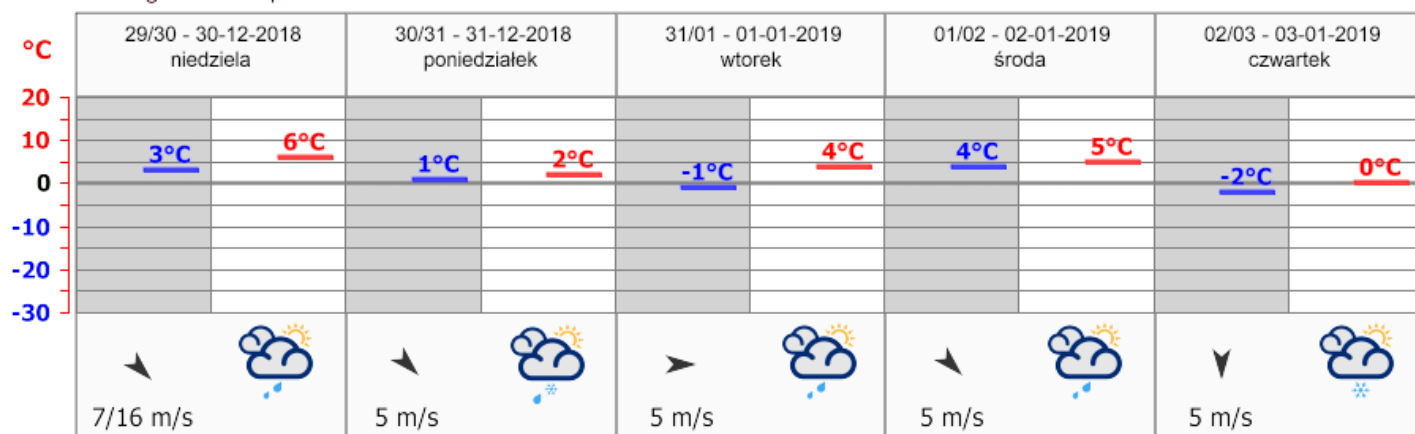 °C
29/30 - 30-12-2018
niedziela
30/31 - 31-12-2018
poniedziałek
31/01 - 01-01-2019
wtorek
01/02 - 02-01-2019
środa
02/03 - 03-01-2019
czwartek
20
10
0
-10
-20
-30
3°C
6°C
1°C
2°C
-1°C
4°C
4°C
5°C
-2°C
0°C
7/16 m/s
5 m/s
5 m/s
5 m/s
5 m/s